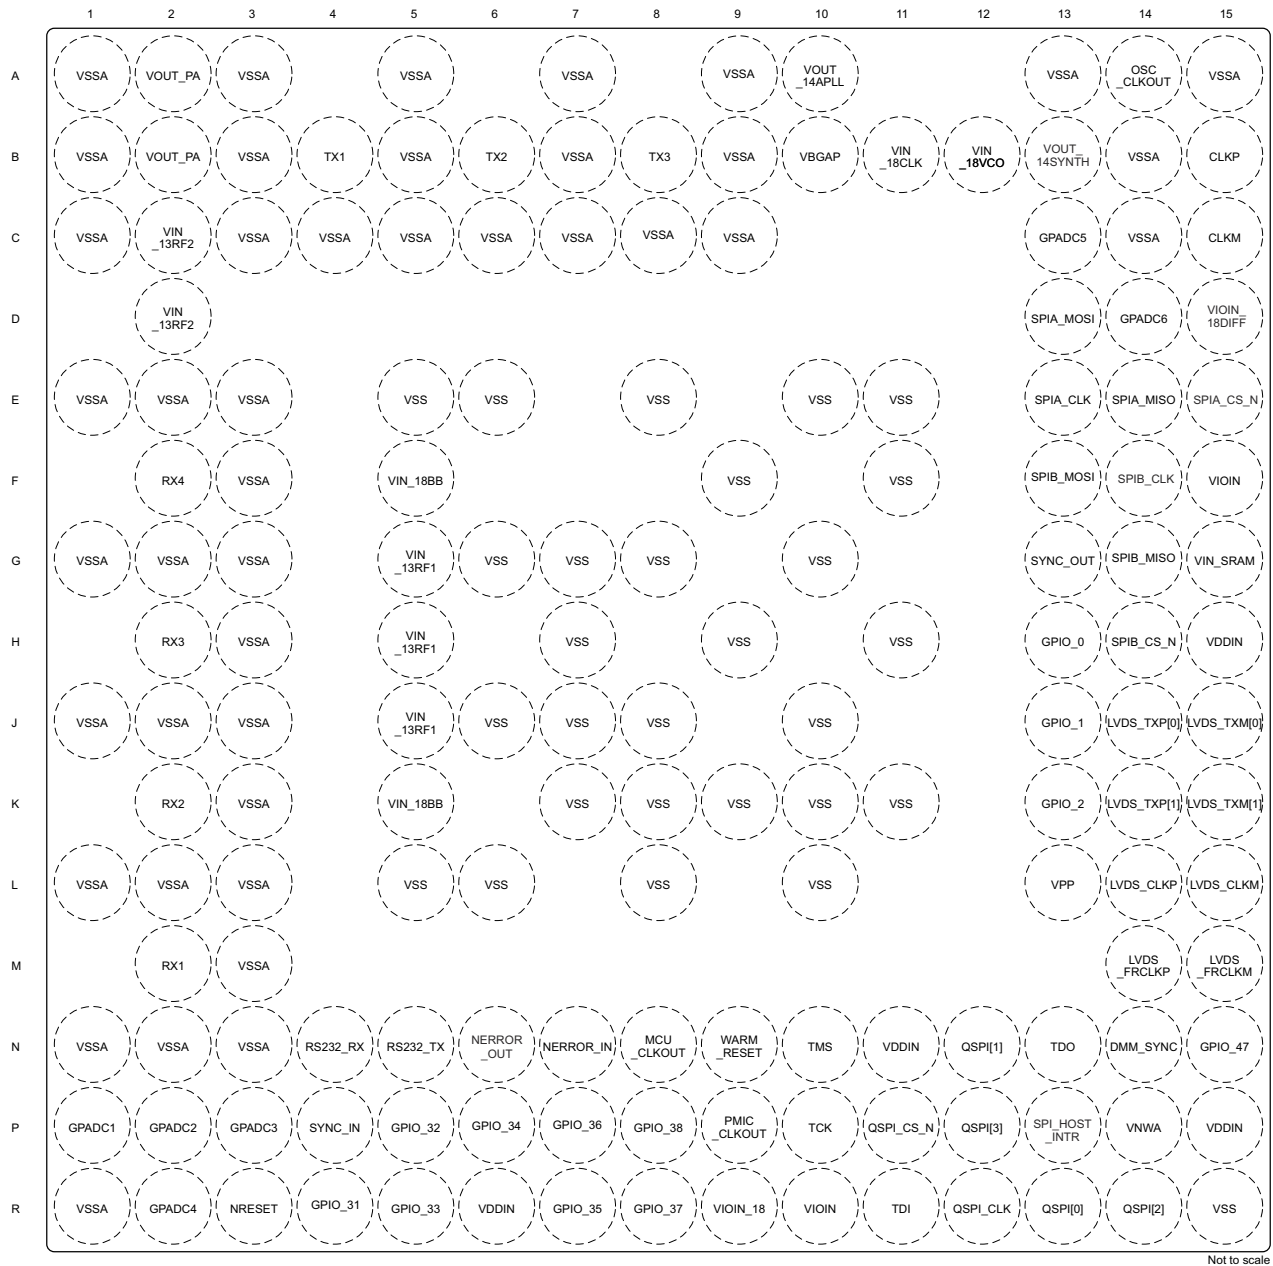 1 2 3 4 5 6 7 8 9 10 11 12 13 14 15
A VSSA VOUT_PA VSSA VSSA VSSA VSSA VOUT _14APLL VSSA OSC _CLKOUT VSSA
B VSSA VOUT_PA VSSA TX1 VSSA TX2 VSSA TX3 VSSA VBGAP VIN _18CLK VIN _18VCO VOUT_ 14SYNTH VSSA CLKP
C VSSA VIN _13RF2 VSSA VSSA VSSA VSSA VSSA VSSA VSSA GPADC5 VSSA CLKM
D VIN _13RF2 SPIA_MOSI GPADC6 VIOIN_ 18DIFF
E VSSA VSSA VSSA VSS VSS VSS VSS VSS SPIA_CLK SPIA_MISO SPIA_CS_N
F RX4 VSSA VIN_18BB VSS VSS SPIB_MOSI SPIB_CLK VIOIN
G VSSA VSSA VSSA VIN _13RF1 VSS VSS VSS VSS SYNC_OUT SPIB_MISO VIN_SRAM
H RX3 VSSA VIN _13RF1 VSS VSS VSS GPIO_0 SPIB_CS_N VDDIN
J VSSA VSSA VSSA VIN _13RF1 VSS VSS VSS VSS GPIO_1 LVDS_TXP[0] LVDS_TXM[0]
K RX2 VSSA VIN_18BB VSS VSS VSS VSS VSS GPIO_2 LVDS_TXP[1] LVDS_TXM[1]
L VSSA VSSA VSSA VSS VSS VSS VSS VPP LVDS_CLKP LVDS_CLKM
M RX1 VSSA LVDS _FRCLKP LVDS _FRCLKM
N VSSA VSSA VSSA RS232_RX RS232_TX NERROR _OUT NERROR_IN MCU _CLKOUT WARM _RESET TMS VDDIN QSPI[1] TDO DMM_SYNC GPIO_47
P GPADC1 GPADC2 GPADC3 SYNC_IN GPIO_32 GPIO_34 GPIO_36 GPIO_38 PMIC _CLKOUT TCK QSPI_CS_N QSPI[3] SPI_HOST _INTR VNWA VDDIN
R VSSA GPADC4 NRESET GPIO_31 GPIO_33 VDDIN GPIO_35 GPIO_37 VIOIN_18 VIOIN TDI QSPI_CLK QSPI[0] QSPI[2] VSS
Not to scale